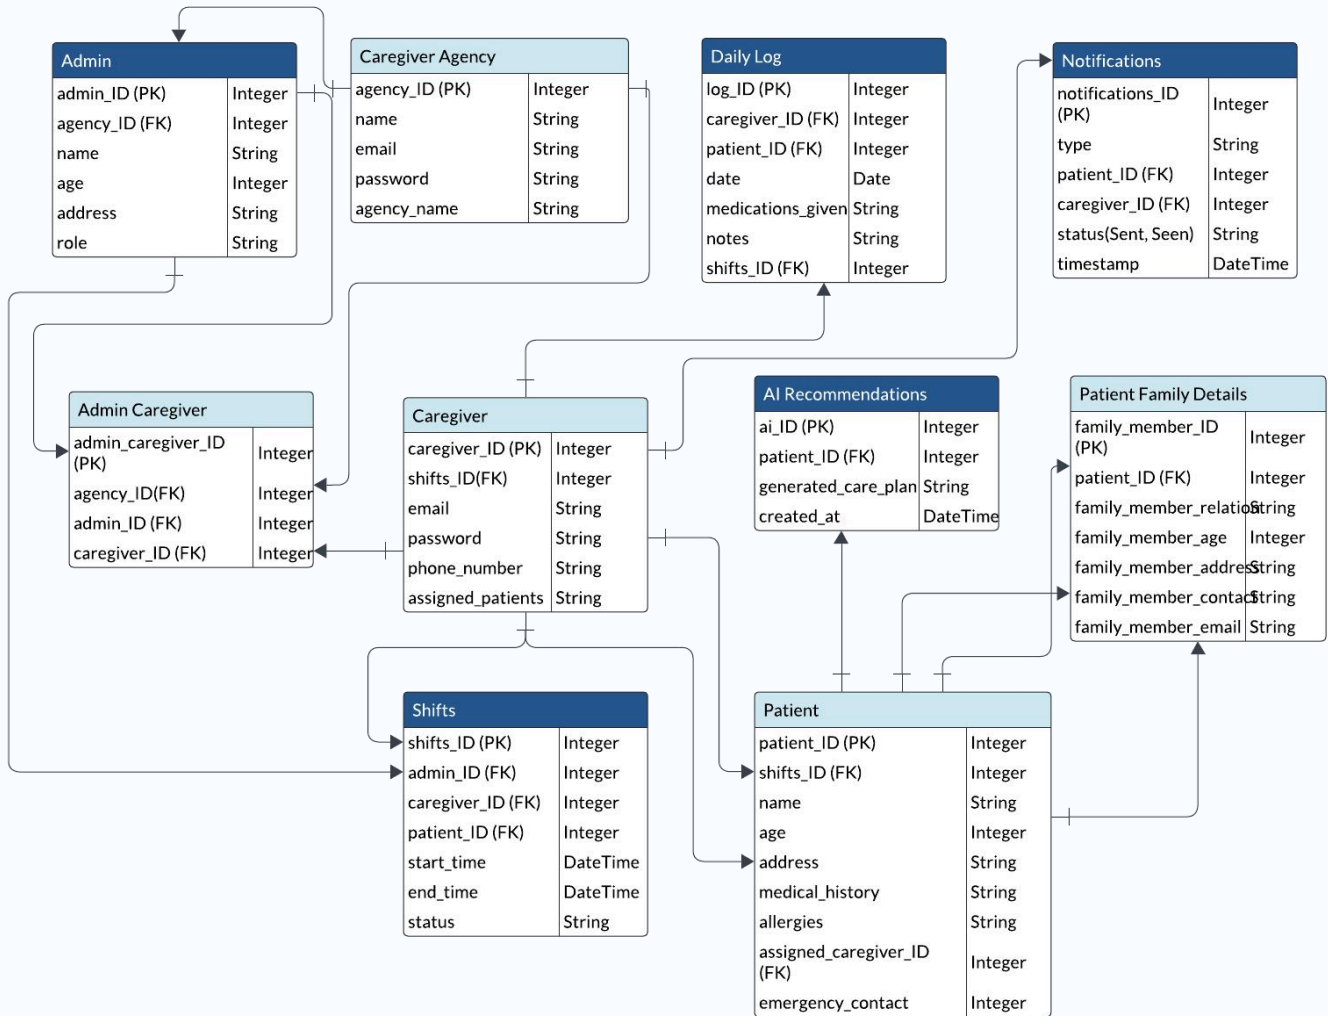 Admin
admin_ID (PK) Integer
agency_ID (FK) Integer
name String
age Integer
address String
role String
Caregiver Agency
agency_ID (PK) Integer
name String
email String
password String
agency_name String
Daily Log
log_ID (PK) Integer
caregiver_ID (FK) Integer
patient_ID (FK) Integer
date Date
medications_given String
notes String
shifts_ID (FK) Integer
Notifications
notifications_ID
(PK) Integer
type String
patient_ID (FK) Integer
caregiver_ID (FK) Integer
status(Sent, Seen) String
timestamp DateTime
Admin Caregiver
admin_caregiver_ID
(PK) Integer
agency_ID(FK) Integer
admin_ID (FK) Integer
caregiver_ID (FK) Integer
Caregiver
caregiver_ID (PK) Integer
shifts_ID(FK) Integer
email String
password String
phone_number String
assigned_patients String
AI Recommendations
ai_ID (PK) Integer
patient_ID (FK) Integer
generated_care_plan String
created_at DateTime
Patient Family Details
family_member_ID
(PK) Integer
patient_ID (FK) Integer
family_member_relation String
family_member_age Integer
family_member_address String
family_member_contact String
family_member_email String
Shifts
shifts_ID (PK) Integer
admin_ID (FK) Integer
caregiver_ID (FK) Integer
patient_ID (FK) Integer
start_time DateTime
end_time DateTime
status String
Patient
patient_ID (PK) Integer
shifts_ID (FK) Integer
name String
age Integer
address String
medical_history String
allergies String
assigned_caregiver_ID
(FK) Integer
emergency_contact Integer